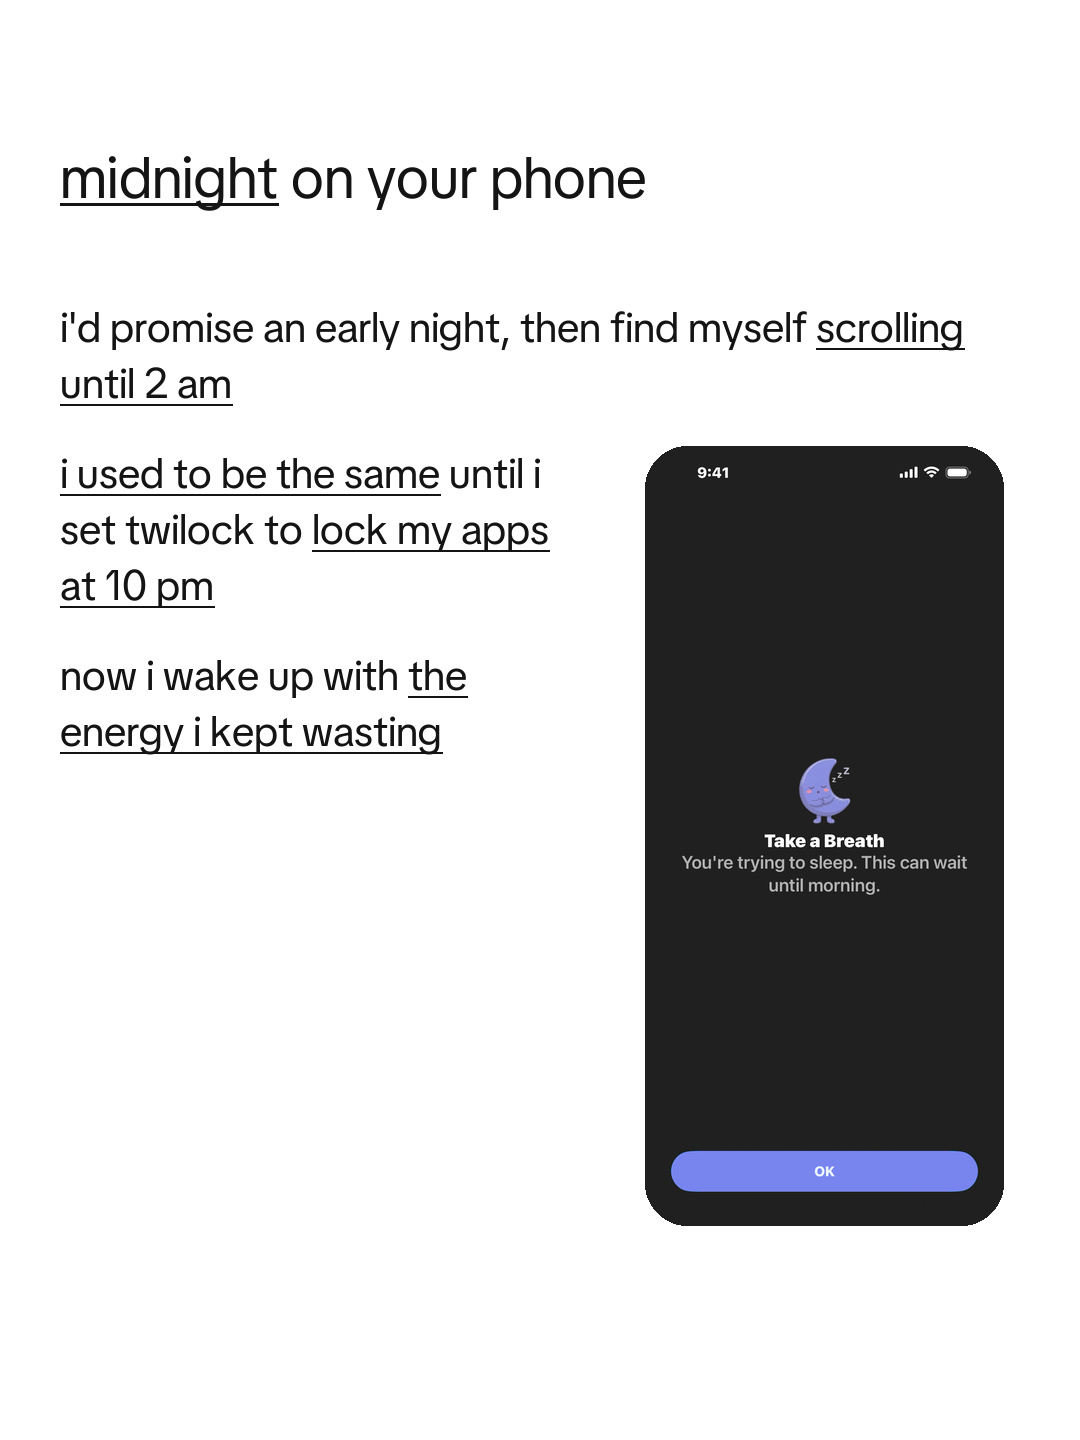 midnight on your phone
i'd promise an early night, then find myself scrolling
until 2 am
i used to be the same until i
set twilock to lock my apps
at 10 pm
now i wake up with the
energy i kept wasting
9:41
z z z
Take a Breath
You're trying to sleep. This can wait
until morning.
OK